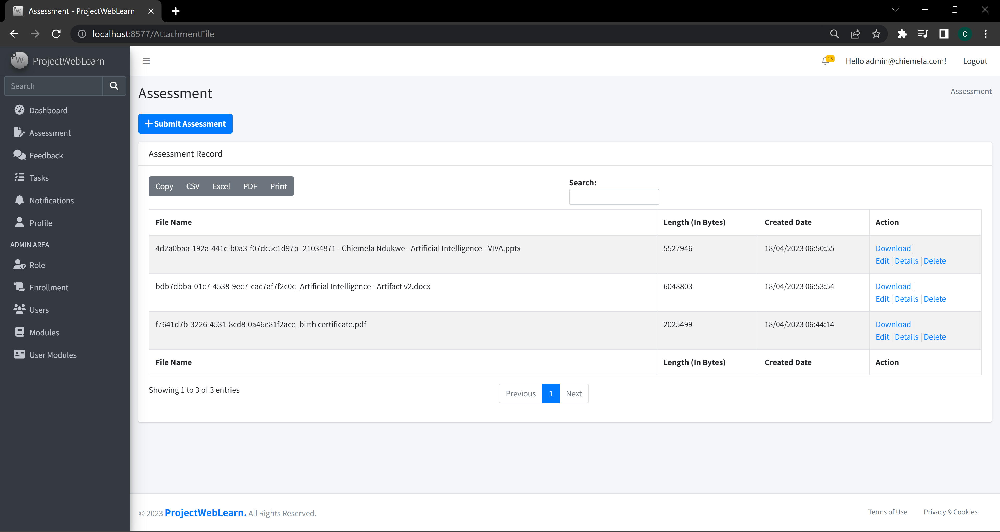 Assessment - ProjectWebLearn
localhost:8577/AttachmentFile
C
PWL ProjectWebLearn
15
Hello admin@chiemela.com!
Logout
Search
Dashboard
Assessment
Feedback
Tasks
Notifications
Profile
ADMIN AREA
Role
Enrollment
Users
Modules
User Modules
Assessment
Assessment
Submit Assessment
Assessment Record
Copy CSV Excel PDF Print
Search:
File Name Length (In Bytes) Created Date Action
4d2a0baa-192a-441c-b0a3-f07dc5c1d97b_21034871 - Chiemela Ndukwe - Artificial Intelligence - VIVA.pptx 5527946 18/04/2023 06:50:55 Download |
Edit | Details | Delete
bdb7dbba-01c7-4538-9ec7-cac7af7f2c0c_Artificial Intelligence - Artifact v2.docx 6048803 18/04/2023 06:53:54 Download |
Edit | Details | Delete
f7641d7b-3226-4531-8cd8-0a46e81f2acc_birth certificate.pdf 2025499 18/04/2023 06:44:14 Download |
Edit | Details | Delete
File Name Length (In Bytes) Created Date Action
Showing 1 to 3 of 3 entries
Previous 1 Next
© 2023 ProjectWebLearn. All Rights Reserved.
Terms of Use Privacy & Cookies